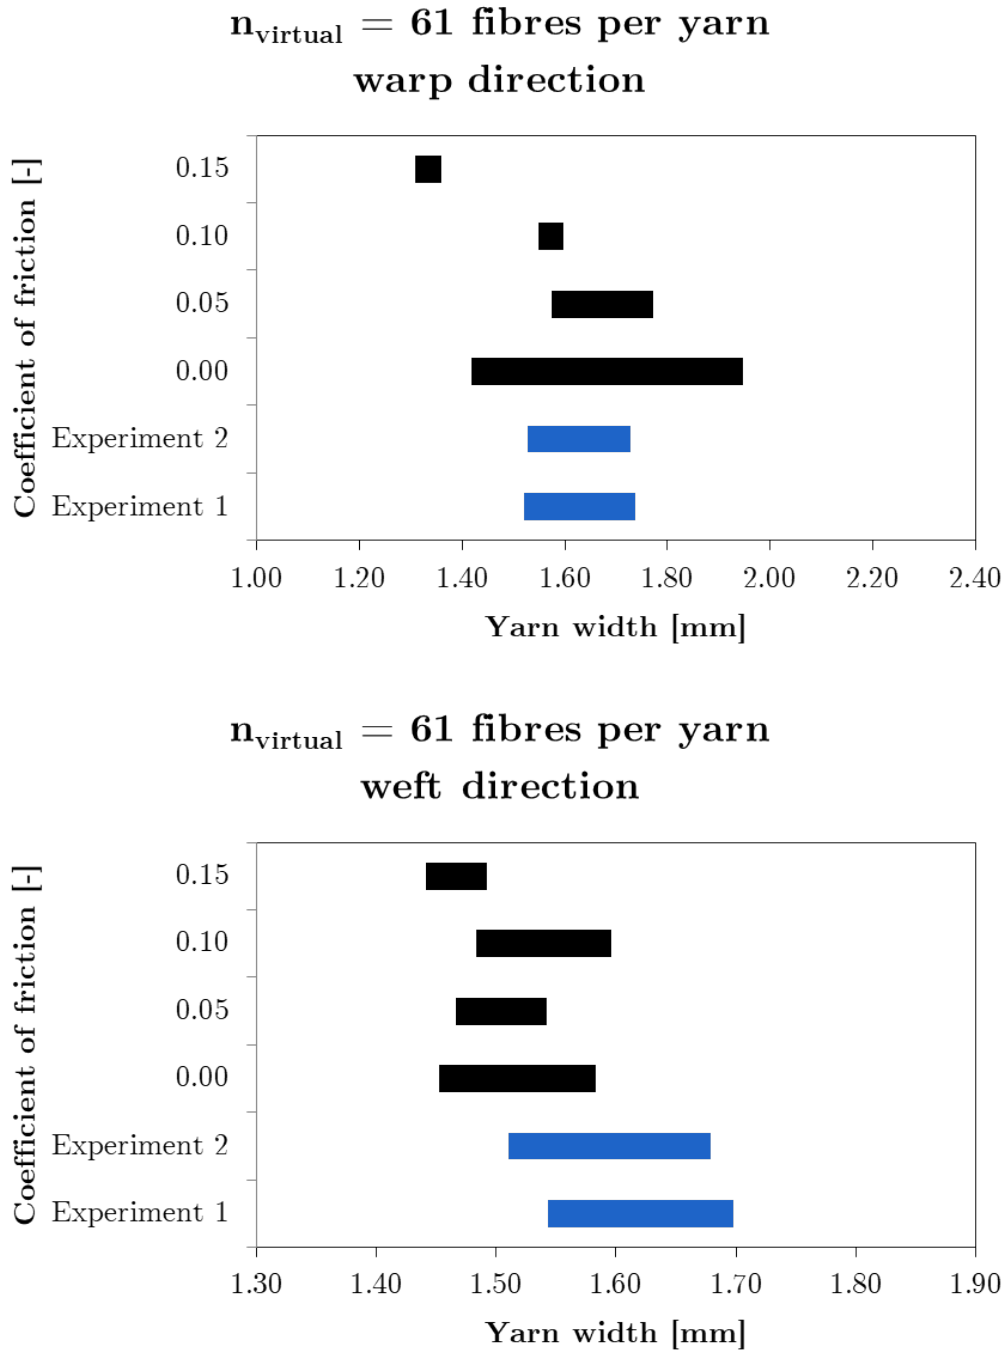 n_virtual = 61 fibres per yarn
warp direction
Coefficient of friction [-]
0.15
0.10
0.05
0.00
Experiment 2
Experiment 1
1.00 1.20 1.40 1.60 1.80 2.00 2.20 2.40
Yarn width [mm]
n_virtual = 61 fibres per yarn
weft direction
Coefficient of friction [-]
0.15
0.10
0.05
0.00
Experiment 2
Experiment 1
1.30 1.40 1.50 1.60 1.70 1.80 1.90
Yarn width [mm]